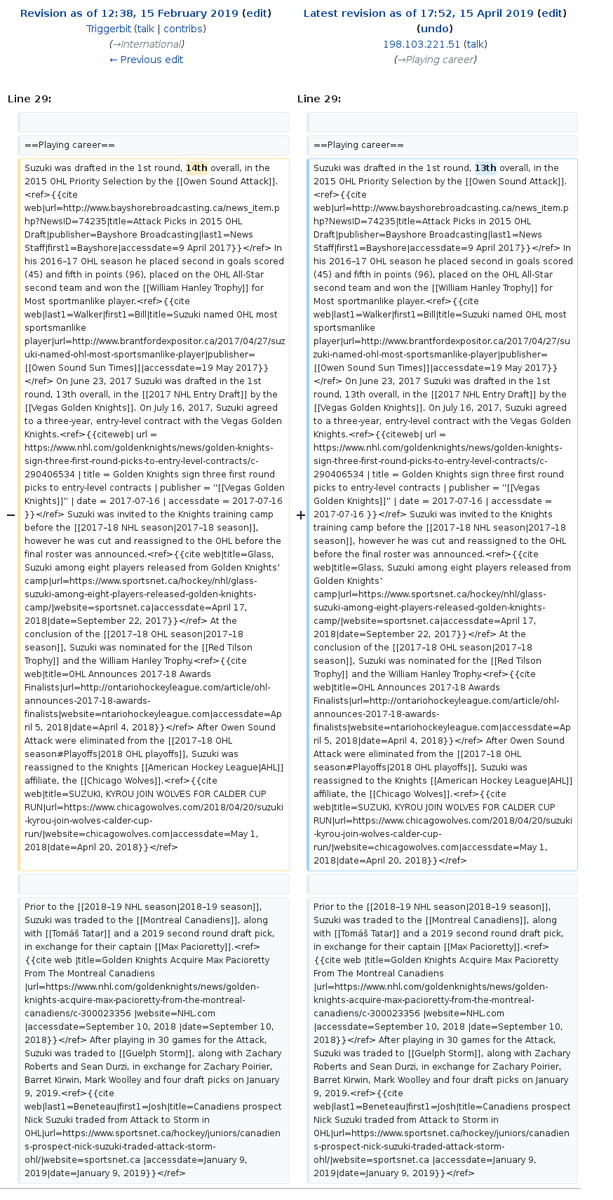 Revision as of 12:38, 15 February 2019 (edit)
Triggerbit (talk | contribs)
(→International)
← Previous edit
Latest revision as of 17:52, 15 April 2019 (edit)
(undo)
198.103.221.51 (talk)
(→Playing career)
Line 29:
Line 29:
==Playing career==
==Playing career==
−
Suzuki was drafted in the 1st round, 14th overall, in the
2015 OHL Priority Selection by the [[Owen Sound Attack]].
<ref>{{cite
web|url=http://www.bayshorebroadcasting.ca/news_item.p
hp?NewsID=74235|title=Attack Picks in 2015 OHL
Draft|publisher=Bayshore Broadcasting|last1=News
Staff|first1=Bayshore|accessdate=9 April 2017}}</ref> In
his 2016–17 OHL season he placed second in goals scored
(45) and fifth in points (96), placed on the OHL All-Star
second team and won the [[William Hanley Trophy]] for
Most sportmanlike player.<ref>{{cite
web|last1=Walker|first1=Bill|title=Suzuki named OHL most
sportsmanlike
player|url=http://www.brantfordexpositor.ca/2017/04/27/suz
uki-named-ohl-most-sportsmanlike-player|publisher=
[[Owen Sound Sun Times]]|accessdate=19 May 2017}}
</ref> On June 23, 2017 Suzuki was drafted in the 1st
round, 13th overall, in the [[2017 NHL Entry Draft]] by the
[[Vegas Golden Knights]]. On July 16, 2017, Suzuki agreed
to a three-year, entry-level contract with the Vegas Golden
Knights.<ref>{{citeweb| url =
https://www.nhl.com/goldenknights/news/golden-knights-
sign-three-first-round-picks-to-entry-level-contracts/c-
290406534 | title = Golden Knights sign three first round
picks to entry-level contracts | publisher = ''[[Vegas Golden
Knights]]'' | date = 2017-07-16 | accessdate = 2017-07-16
}}</ref> Suzuki was invited to the Knights training camp
before the [[2017–18 NHL season|2017–18 season]],
however he was cut and reassigned to the OHL before the
final roster was announced.<ref>{{cite web|title=Glass,
Suzuki among eight players released from Golden Knights'
camp|url=https://www.sportsnet.ca/hockey/nhl/glass-
suzuki-among-eight-players-released-golden-knights-
camp/|website=sportsnet.ca|accessdate=April 17,
2018|date=September 22, 2017}}</ref> At the
conclusion of the [[2017–18 OHL season|2017–18
season]], Suzuki was nominated for the [[Red Tilson
Trophy]] and the William Hanley Trophy.<ref>{{cite
web|title=OHL Announces 2017-18 Awards
Finalists|url=http://ontariohockeyleague.com/article/ohl-
announces-2017-18-awards-
finalists|website=ntariohockeyleague.com|accessdate=Ap
ril 5, 2018|date=April 4, 2018}}</ref> After Owen Sound
Attack were eliminated from the [[2017–18 OHL
season#Playoffs|2018 OHL playoffs]], Suzuki was
reassigned to the Knights [[American Hockey League|AHL]]
affiliate, the [[Chicago Wolves]].<ref>{{cite
web|title=SUZUKI, KYROU JOIN WOLVES FOR CALDER CUP
RUN|url=https://www.chicagowolves.com/2018/04/20/suzuki
-kyrou-join-wolves-calder-cup-
run/|website=chicagowolves.com|accessdate=May 1,
2018|date=April 20, 2018}}</ref>
+
Suzuki was drafted in the 1st round, 13th overall, in the
2015 OHL Priority Selection by the [[Owen Sound Attack]].
<ref>{{cite
web|url=http://www.bayshorebroadcasting.ca/news_item.p
hp?NewsID=74235|title=Attack Picks in 2015 OHL
Draft|publisher=Bayshore Broadcasting|last1=News
Staff|first1=Bayshore|accessdate=9 April 2017}}</ref> In
his 2016–17 OHL season he placed second in goals scored
(45) and fifth in points (96), placed on the OHL All-Star
second team and won the [[William Hanley Trophy]] for
Most sportmanlike player.<ref>{{cite
web|last1=Walker|first1=Bill|title=Suzuki named OHL most
sportsmanlike
player|url=http://www.brantfordexpositor.ca/2017/04/27/su
zuki-named-ohl-most-sportsmanlike-player|publisher=
[[Owen Sound Sun Times]]|accessdate=19 May 2017}}
</ref> On June 23, 2017 Suzuki was drafted in the 1st
round, 13th overall, in the [[2017 NHL Entry Draft]] by the
[[Vegas Golden Knights]]. On July 16, 2017, Suzuki agreed
to a three-year, entry-level contract with the Vegas Golden
Knights.<ref>{{citeweb| url =
https://www.nhl.com/goldenknights/news/golden-knights-
sign-three-first-round-picks-to-entry-level-contracts/c-
290406534 | title = Golden Knights sign three first round
picks to entry-level contracts | publisher = ''[[Vegas
Golden Knights]]'' | date = 2017-07-16 | accessdate =
2017-07-16 }}</ref> Suzuki was invited to the Knights
training camp before the [[2017–18 NHL season|2017–18
season]], however he was cut and reassigned to the OHL
before the final roster was announced.<ref>{{cite
web|title=Glass, Suzuki among eight players released from
Golden Knights'
camp|url=https://www.sportsnet.ca/hockey/nhl/glass-
suzuki-among-eight-players-released-golden-knights-
camp/|website=sportsnet.ca|accessdate=April 17,
2018|date=September 22, 2017}}</ref> At the
conclusion of the [[2017–18 OHL season|2017–18
season]], Suzuki was nominated for the [[Red Tilson
Trophy]] and the William Hanley Trophy.<ref>{{cite
web|title=OHL Announces 2017-18 Awards
Finalists|url=http://ontariohockeyleague.com/article/ohl-
announces-2017-18-awards-
finalists|website=ntariohockeyleague.com|accessdate=Ap
ril 5, 2018|date=April 4, 2018}}</ref> After Owen Sound
Attack were eliminated from the [[2017–18 OHL
season#Playoffs|2018 OHL playoffs]], Suzuki was
reassigned to the Knights [[American Hockey League|AHL]]
affiliate, the [[Chicago Wolves]].<ref>{{cite
web|title=SUZUKI, KYROU JOIN WOLVES FOR CALDER CUP
RUN|url=https://www.chicagowolves.com/2018/04/20/suzuki
-kyrou-join-wolves-calder-cup-
run/|website=chicagowolves.com|accessdate=May 1,
2018|date=April 20, 2018}}</ref>
Prior to the [[2018–19 NHL season|2018–19 season]],
Suzuki was traded to the [[Montreal Canadiens]], along
with [[Tomáš Tatar]] and a 2019 second round draft pick,
in exchange for their captain [[Max Pacioretty]].<ref>
{{cite web |title=Golden Knights Acquire Max Pacioretty
From The Montreal Canadiens
|url=https://www.nhl.com/goldenknights/news/golden-
knights-acquire-max-pacioretty-from-the-montreal-
canadiens/c-300023356 |website=NHL.com
|accessdate=September 10, 2018 |date=September 10,
2018}}</ref> After playing in 30 games for the Attack,
Suzuki was traded to [[Guelph Storm]], along with Zachary
Roberts and Sean Durzi, in exchange for Zachary Poirier,
Barret Kirwin, Mark Woolley and four draft picks on January
9, 2019.<ref>{{cite
web|last1=Beneteau|first1=Josh|title=Canadiens prospect
Nick Suzuki traded from Attack to Storm in
OHL|url=https://www.sportsnet.ca/hockey/juniors/canadien
s-prospect-nick-suzuki-traded-attack-storm-
ohl/|website=sportsnet.ca |accessdate=January 9,
2019|date=January 9, 2019}}</ref>
Prior to the [[2018–19 NHL season|2018–19 season]],
Suzuki was traded to the [[Montreal Canadiens]], along
with [[Tomáš Tatar]] and a 2019 second round draft pick,
in exchange for their captain [[Max Pacioretty]].<ref>
{{cite web |title=Golden Knights Acquire Max Pacioretty
From The Montreal Canadiens
|url=https://www.nhl.com/goldenknights/news/golden-
knights-acquire-max-pacioretty-from-the-montreal-
canadiens/c-300023356 |website=NHL.com
|accessdate=September 10, 2018 |date=September 10,
2018}}</ref> After playing in 30 games for the Attack,
Suzuki was traded to [[Guelph Storm]], along with Zachary
Roberts and Sean Durzi, in exchange for Zachary Poirier,
Barret Kirwin, Mark Woolley and four draft picks on January
9, 2019.<ref>{{cite
web|last1=Beneteau|first1=Josh|title=Canadiens prospect
Nick Suzuki traded from Attack to Storm in
OHL|url=https://www.sportsnet.ca/hockey/juniors/canadien
s-prospect-nick-suzuki-traded-attack-storm-
ohl/|website=sportsnet.ca |accessdate=January 9,
2019|date=January 9, 2019}}</ref>